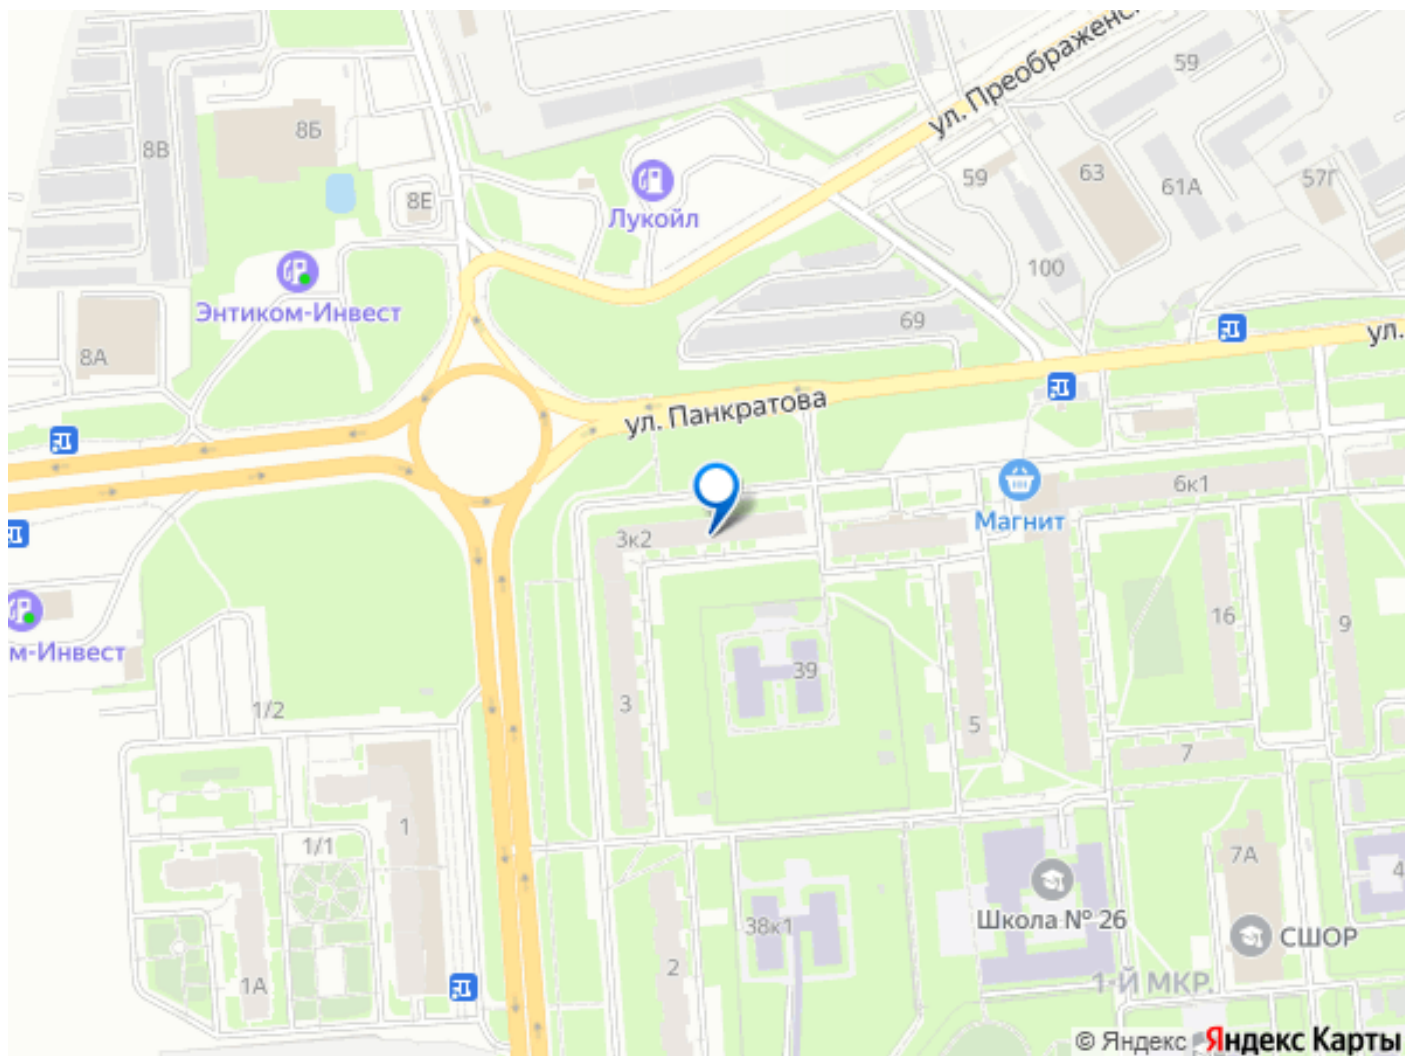 ул. Преображенс
59
8Б
8В
63
59
61А
57Г
8Е
Лукойл
100
Энтиком-Инвест
69
8А
ул.
ул. Панкратова
6к1
Магнит
3к2
16
9
м-Инвест
39
3
1/2
5
7
1
1/1
7А
4
Школа № 26
38к1
СШОР
2
1А
1-Й МКР.
© Яндекс Яндекс Карты